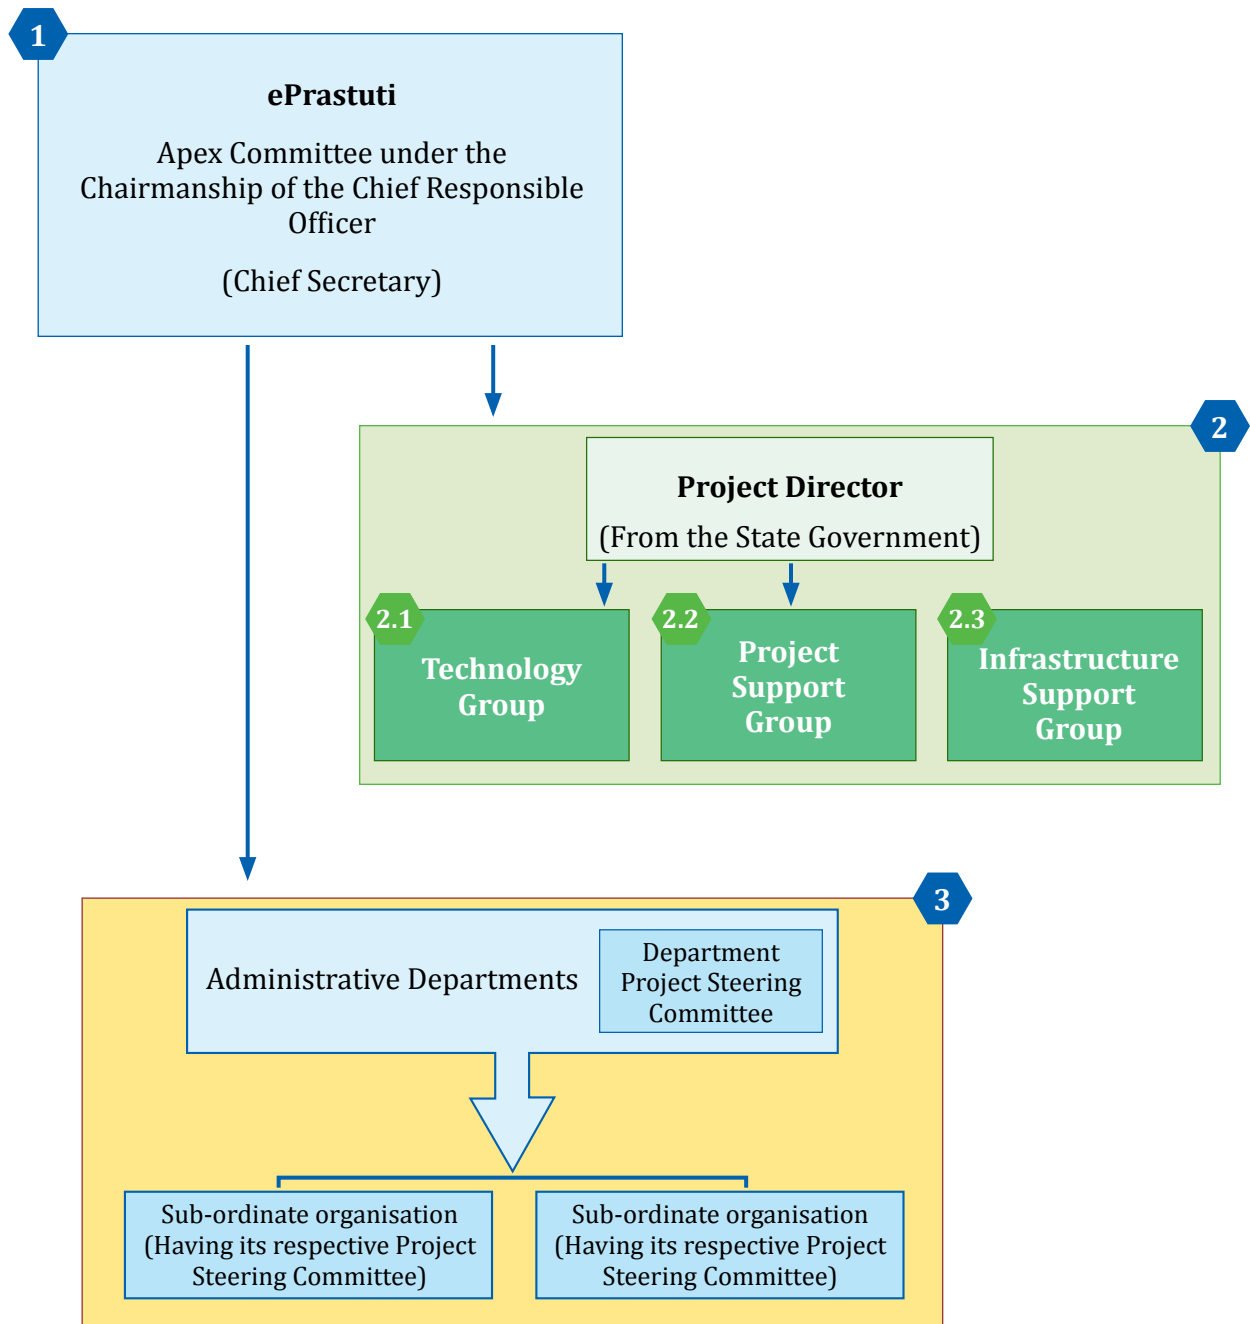 1
ePrastuti
Apex Committee under the
Chairmanship of the Chief Responsible
Officer
(Chief Secretary)
2
Project Director
(From the State Government)
2.1
Technology
Group
2.2
Project
Support
Group
2.3
Infrastructure
Support
Group
3
Administrative Departments
Department
Project Steering
Committee
Sub-ordinate organisation
(Having its respective Project
Steering Committee)
Sub-ordinate organisation
(Having its respective Project
Steering Committee)